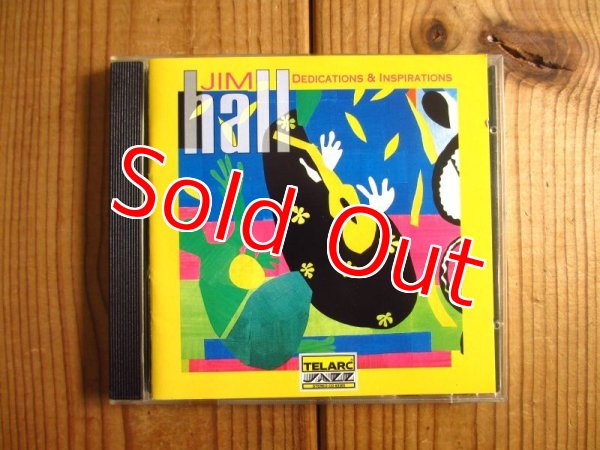 JIM
hall
DEDICATIONS & INSPIRATIONS
Sold Out
TELARC
JAZZ